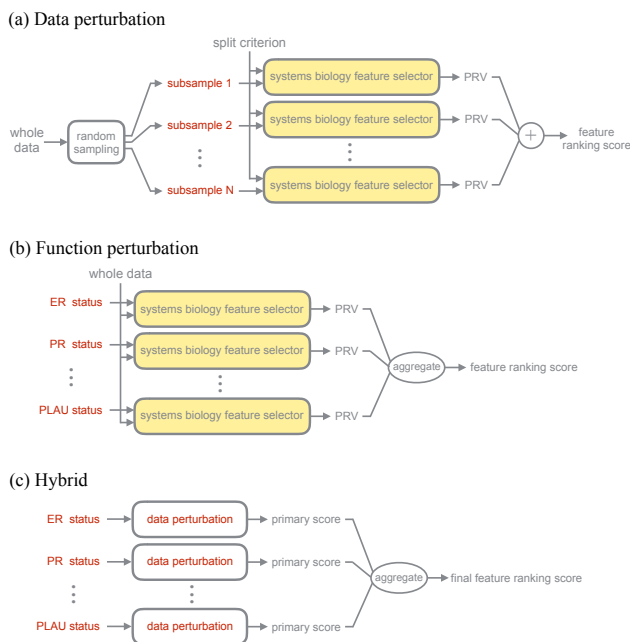 (a) Data perturbation
split criterion
subsample 1
systems biology feature selector
PRV
whole
data
random
sampling
subsample 2
systems biology feature selector
PRV
+
feature
ranking score
subsample N
systems biology feature selector
PRV
(b) Function perturbation
whole data
ER status
systems biology feature selector
PRV
PR status
systems biology feature selector
PRV
aggregate
feature ranking score
PLAU status
systems biology feature selector
PRV
(c) Hybrid
ER status
data perturbation
primary score
PR status
data perturbation
primary score
aggregate
final feature ranking score
PLAU status
data perturbation
primary score